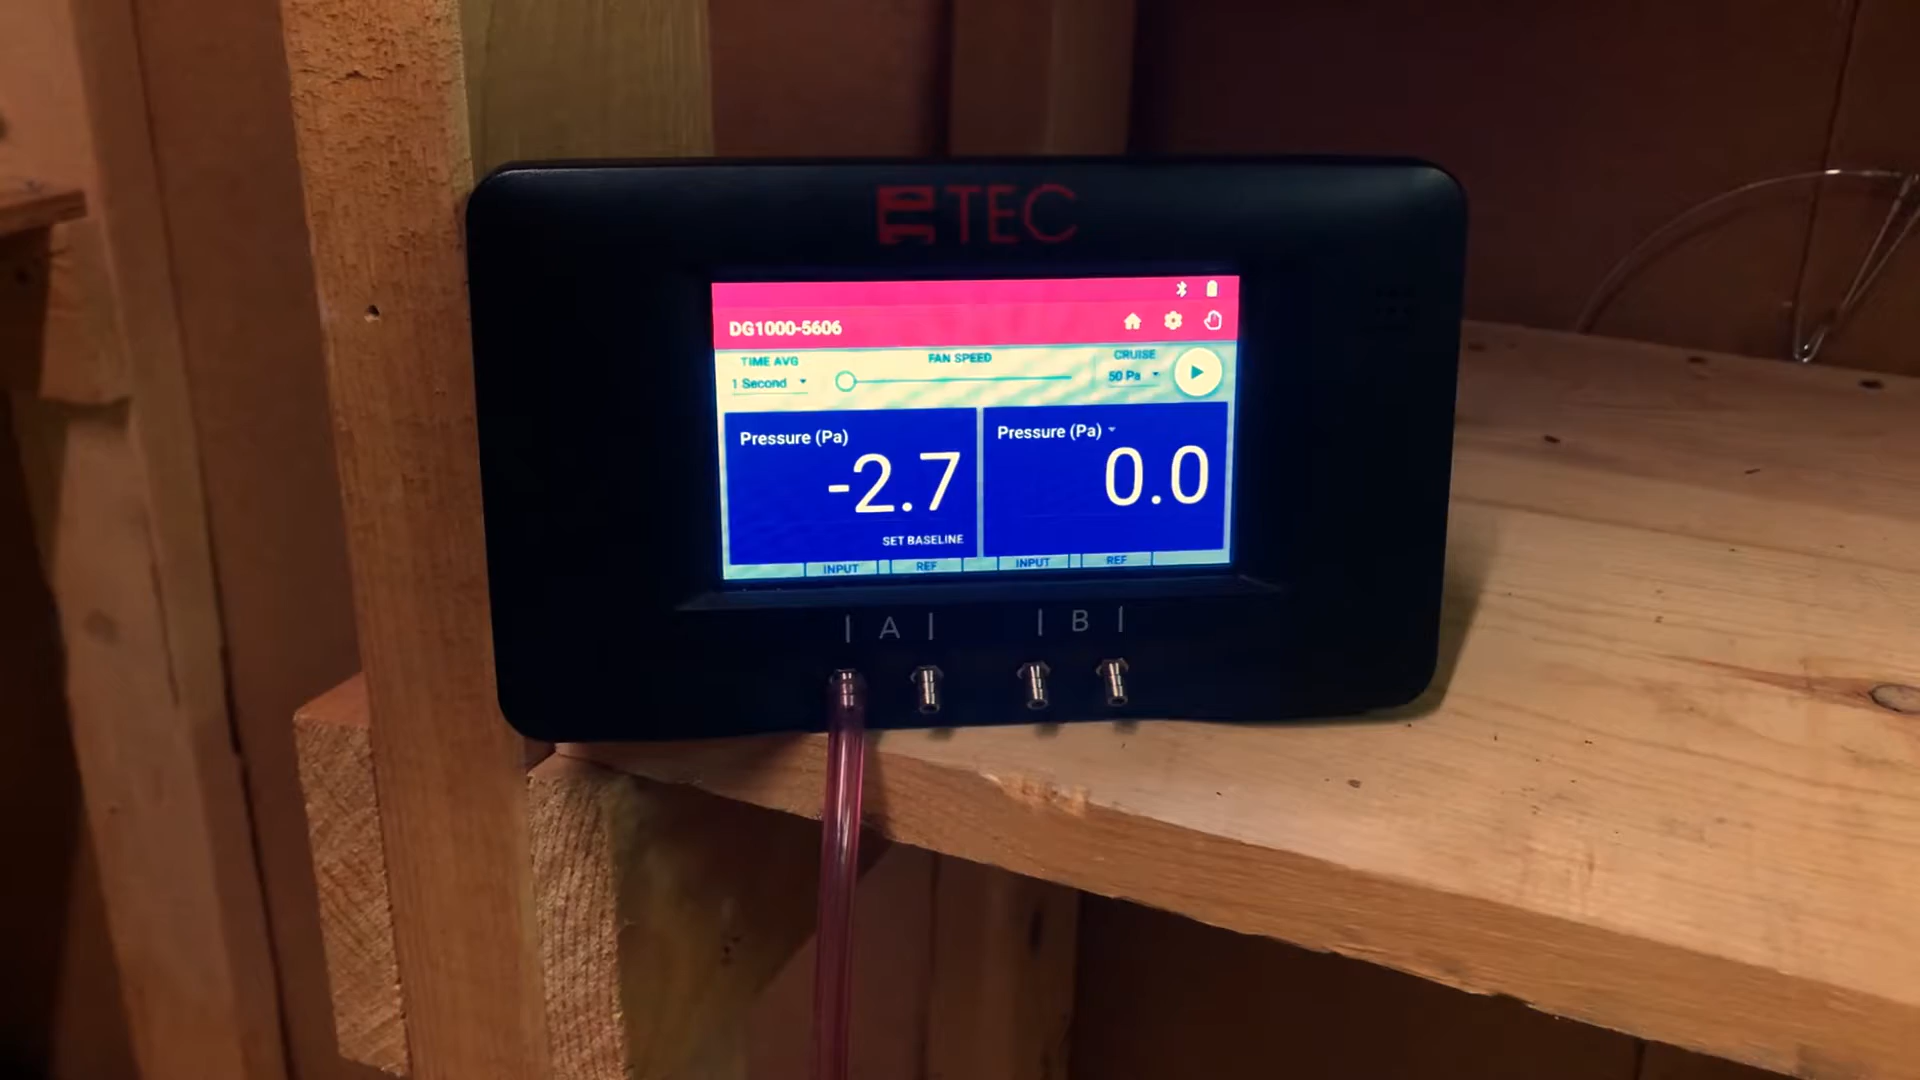 TEC
DG1000-5606
TIME AVG
FAN SPEED
CRUISE
1 Second
50 Pa
Pressure (Pa)
-2.7
SET BASELINE
Pressure (Pa)
0.0
INPUT REF INPUT REF
| A | | B |